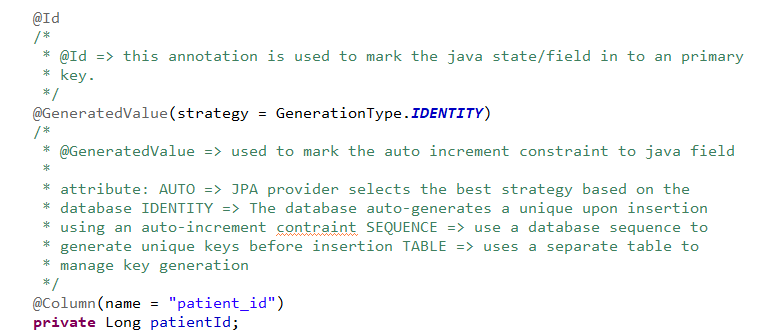 @Id
/*
* @Id => this annotation is used to mark the java state/field in to an primary
* key.
*/
@GeneratedValue(strategy = GenerationType.IDENTITY)
/*
* @GeneratedValue => used to mark the auto increment constraint to java field
*
* attribute: AUTO => JPA provider selects the best strategy based on the
* database IDENTITY => The database auto-generates a unique upon insertion
* using an auto-increment contraint SEQUENCE => use a database sequence to
* generate unique keys before insertion TABLE => uses a separate table to
* manage key generation
*/
@Column(name = "patient_id")
private Long patientId;